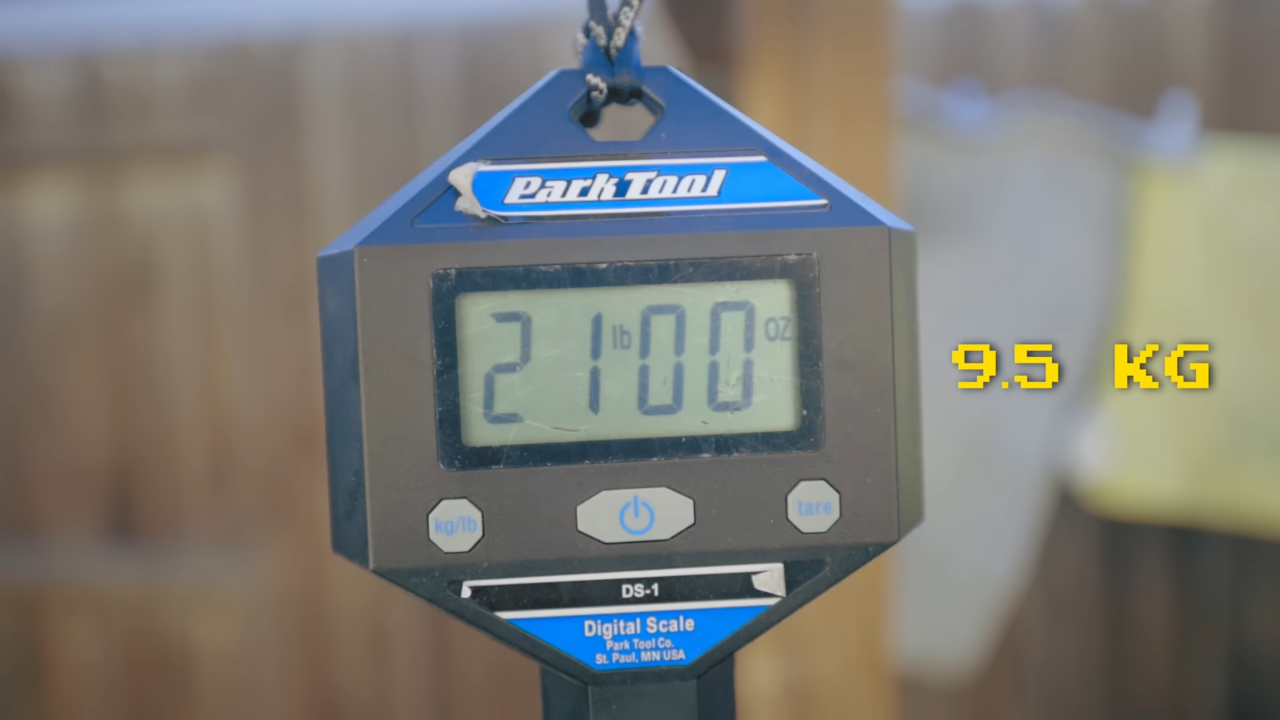 Park Tool
21 lb 00 OZ
9.5 KG
kg/lb
tare
DS-1
Digital Scale
Park Tool Co.
St. Paul, MN USA